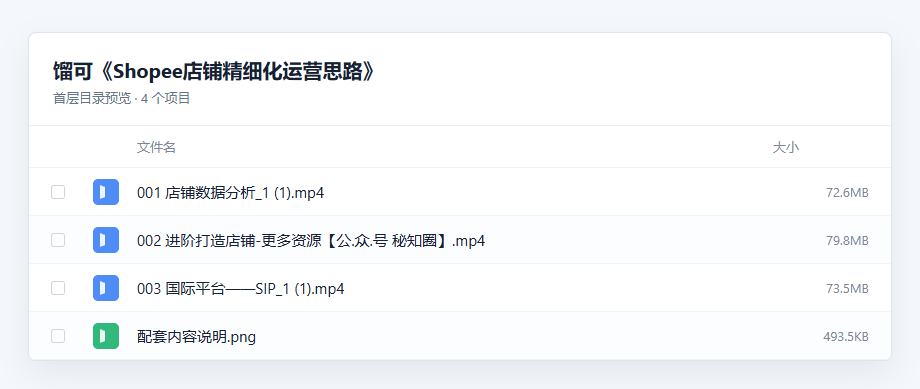 馏可《Shopee店铺精细化运营思路》
首层目录预览 · 4 个项目
文件名 大小
001 店铺数据分析_1 (1).mp4 72.6MB
002 进阶打造店铺-更多资源【公.众.号 秘知圈】.mp4 79.8MB
003 国际平台——SIP_1 (1).mp4 73.5MB
配套内容说明.png 493.5KB